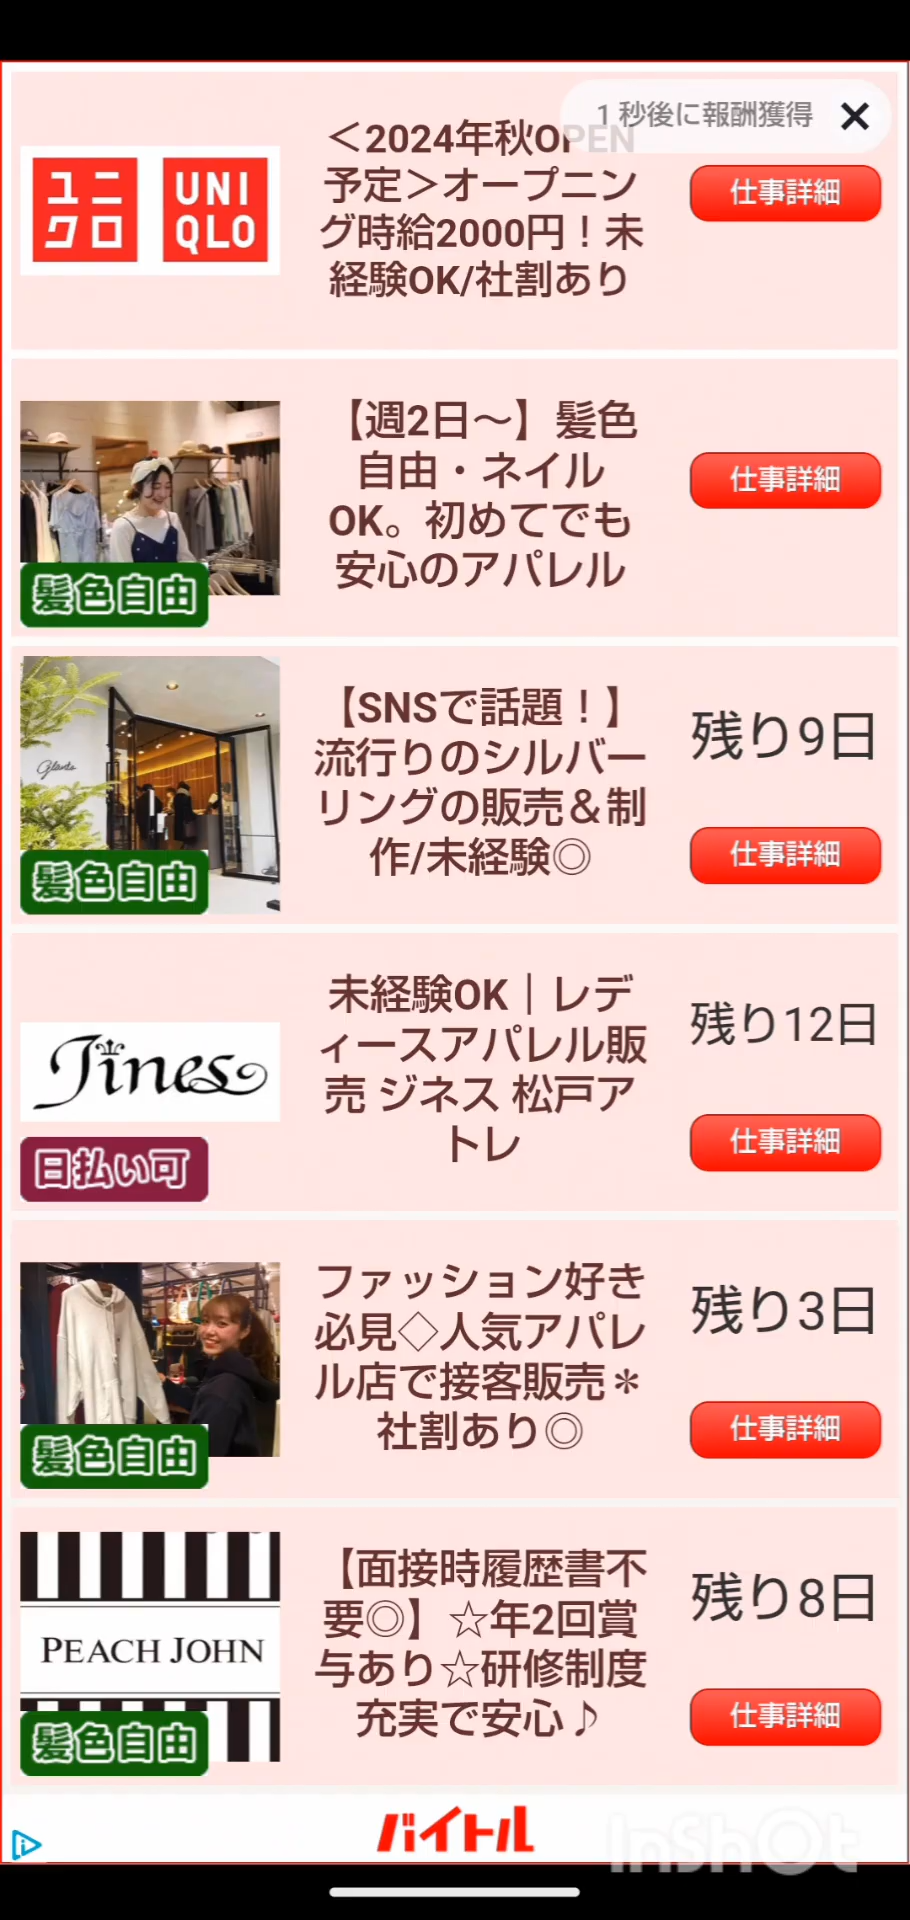 1 秒後に報酬獲得
ユニ
クロ
UNI
QLO
＜2024年秋OPEN
予定＞オープニン
グ時給2000円！未
経験OK/社割あり
仕事詳細
【週2日～】髪色
自由・ネイル
OK。初めてでも
安心のアパレル
仕事詳細
髪色自由
【SNSで話題！】
流行りのシルバー
リングの販売＆制
作/未経験◎
残り9日
仕事詳細
髪色自由
Jines
日払い可
未経験OK｜レデ
ィースアパレル販
売 ジネス 松戸ア
トレ
残り12日
仕事詳細
髪色自由
ファッション好き
必見◇人気アパレ
ル店で接客販売＊
社割あり◎
残り3日
仕事詳細
PEACH JOHN
髪色自由
【面接時履歴書不
要◎】☆年2回賞
与あり☆研修制度
充実で安心♪
残り8日
仕事詳細
バイトル
InShOt